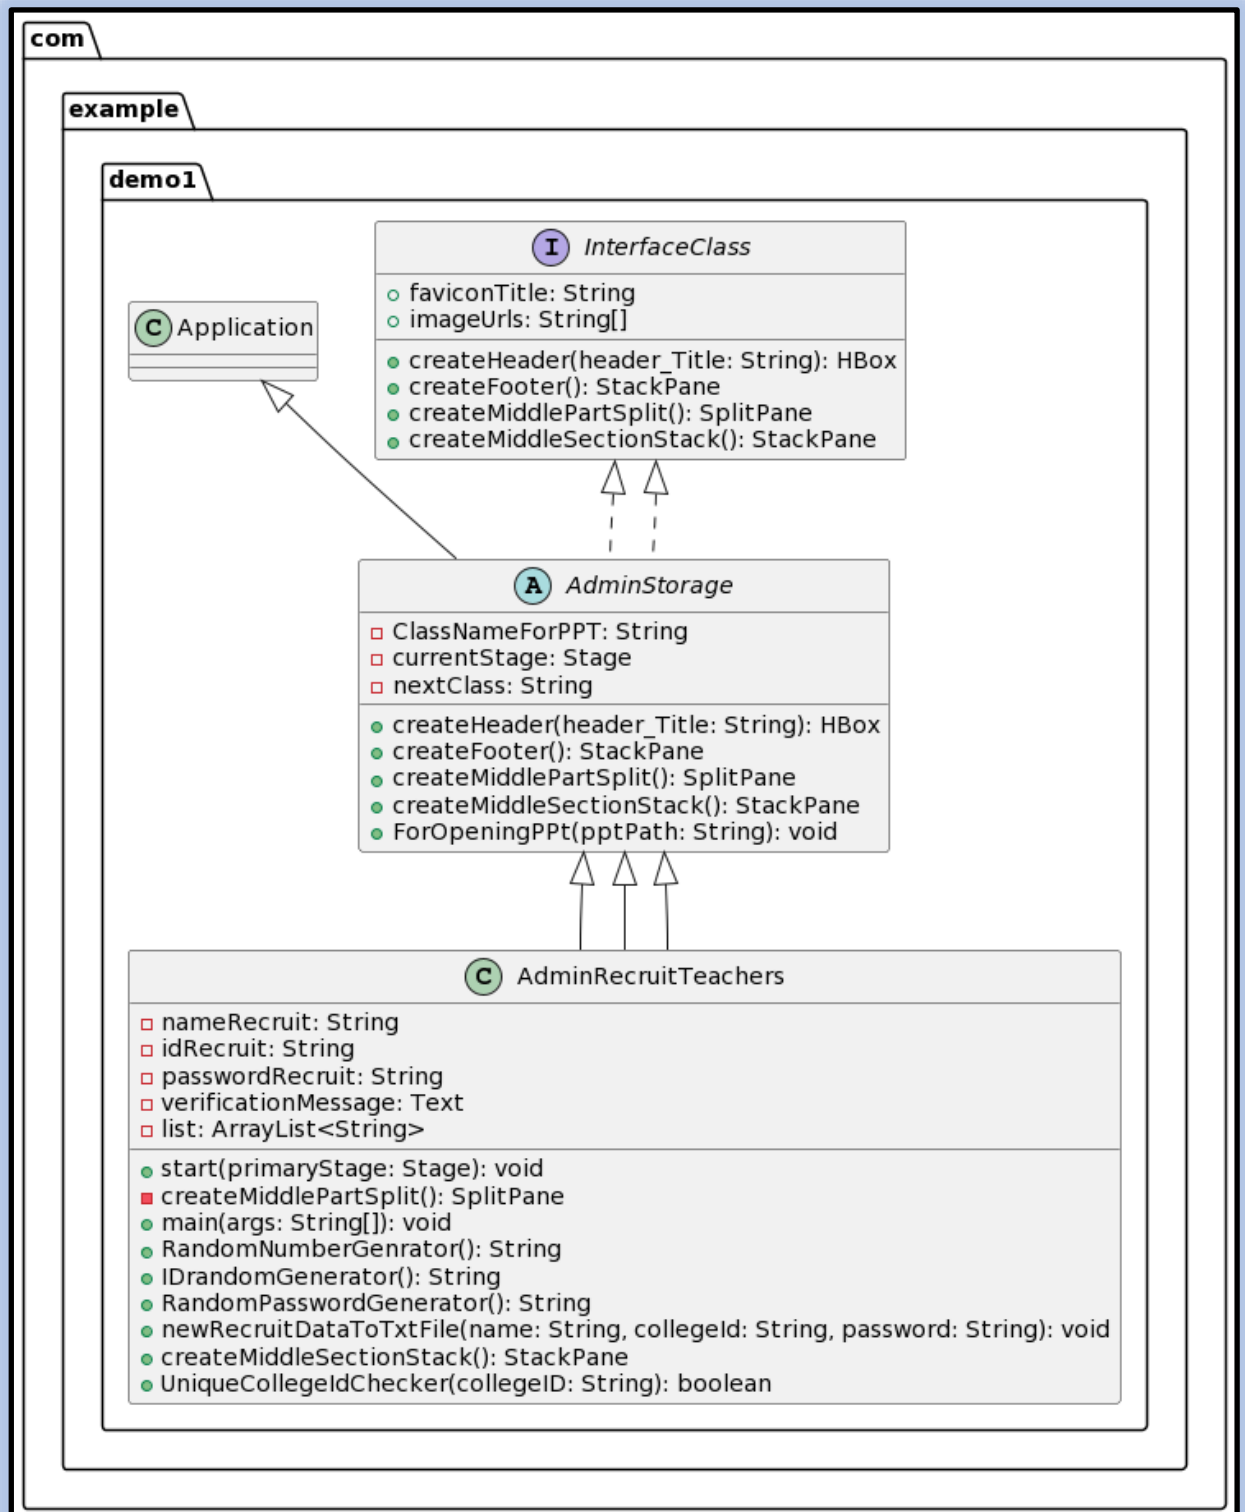 com
example
demo1
I InterfaceClass
faviconTitle: String
imageUrls: String[]
createHeader(header_Title: String): HBox
createFooter(): StackPane
createMiddlePartSplit(): SplitPane
createMiddleSectionStack(): StackPane
C Application
A AdminStorage
ClassNameForPPT: String
currentStage: Stage
nextClass: String
createHeader(header_Title: String): HBox
createFooter(): StackPane
createMiddlePartSplit(): SplitPane
createMiddleSectionStack(): StackPane
ForOpeningPPt(pptPath: String): void
C AdminRecruitTeachers
nameRecruit: String
idRecruit: String
passwordRecruit: String
verificationMessage: Text
list: ArrayList<String>
start(primaryStage: Stage): void
createMiddlePartSplit(): SplitPane
main(args: String[]): void
RandomNumberGenrator(): String
IDrandomGenerator(): String
RandomPasswordGenerator(): String
newRecruitDataToTxtFile(name: String, collegeId: String, password: String): void
createMiddleSectionStack(): StackPane
UniqueCollegeIdChecker(collegeID: String): boolean